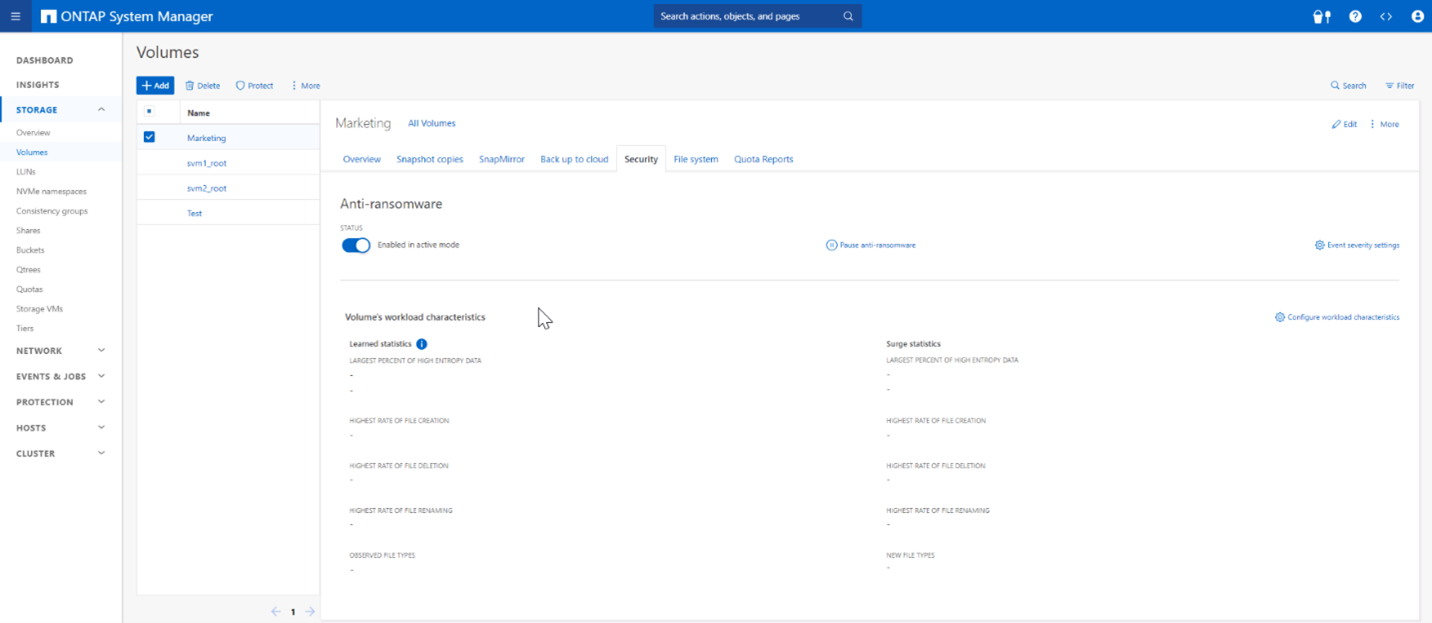 ONTAP System Manager
Search actions, objects, and pages
DASHBOARD
INSIGHTS
STORAGE
Overview
Volumes
LUNs
NVMe namespaces
Consistency groups
Shares
Buckets
Qtrees
Quotas
Storage VMs
Tiers
NETWORK
EVENTS & JOBS
PROTECTION
HOSTS
CLUSTER
Volumes
+ Add Delete Protect More
Search Filter
Name
Marketing
svm1_root
svm2_root
Test
1
Marketing All Volumes
Edit More
Overview Snapshot copies SnapMirror Back up to cloud Security File system Quota Reports
Anti-ransomware
STATUS
Enabled in active mode Pause anti-ransomware Event severity settings
Volume's workload characteristics Configure workload characteristics
Learned statistics
LARGEST PERCENT OF HIGH ENTROPY DATA
-
-
HIGHEST RATE OF FILE CREATION
-
HIGHEST RATE OF FILE DELETION
-
HIGHEST RATE OF FILE RENAMING
-
OBSERVED FILE TYPES
-
Surge statistics
LARGEST PERCENT OF HIGH ENTROPY DATA
-
-
HIGHEST RATE OF FILE CREATION
-
HIGHEST RATE OF FILE DELETION
-
HIGHEST RATE OF FILE RENAMING
-
NEW FILE TYPES
-